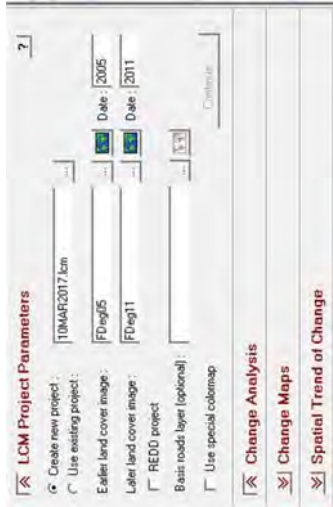 LCM Project Parameters ?
Create new project : 10MAR2017.lcm ...
Use existing project :
Earlier land cover image : FDeg05 ... Date : 2005
Later land cover image : FDeg11 ... Date : 2011
REDD project
Basis roads layer (optional) : ...
Use special colormap Continue
Change Analysis
Change Maps
Spatial Trend of Change